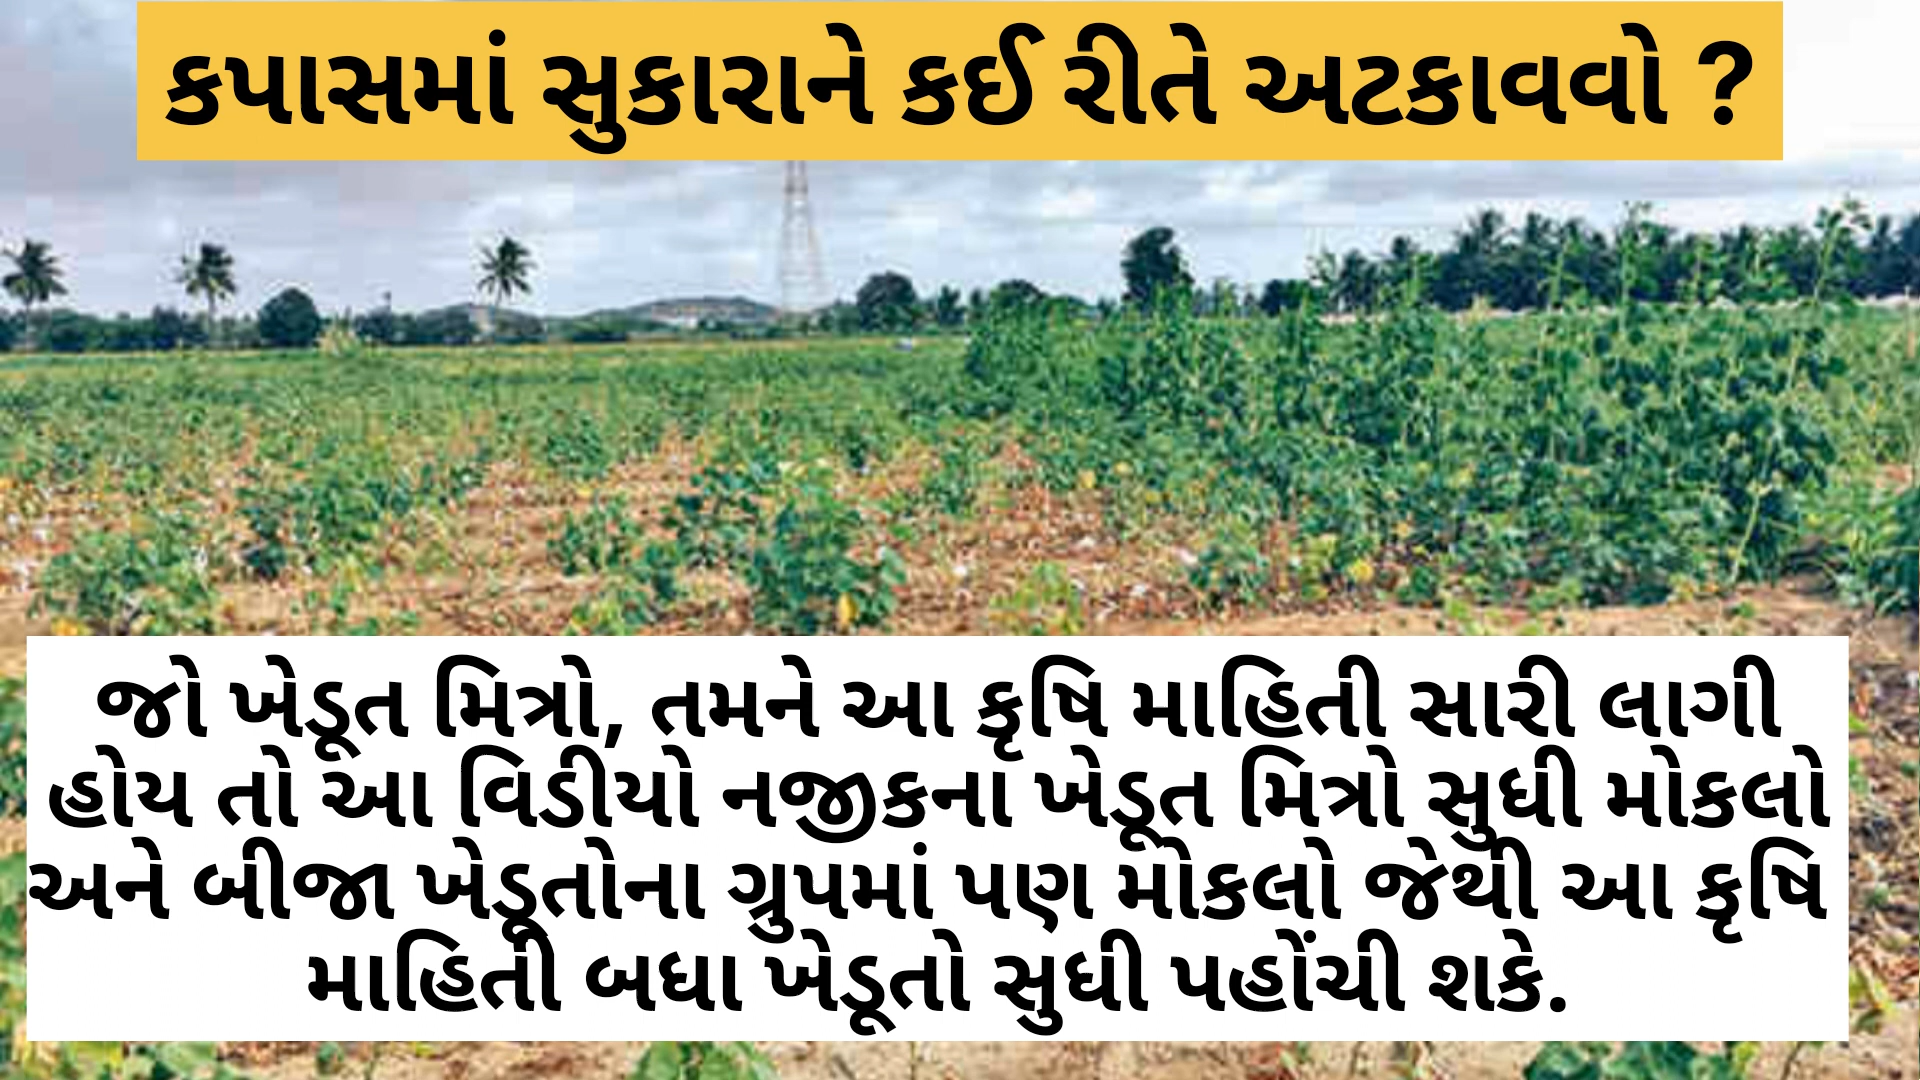 કપાસમાં સુકારાને કઈ રીતે અટકાવવો ?
જો ખેડૂત મિત્રો, તમને આ કૃષિ માહિતી સારી લાગી
હોય તો આ વિડીયો નજીકના ખેડૂત મિત્રો સુધી મોકલો
અને બીજા ખેડૂતોના ગ્રુપમાં પણ મોકલો જેથી આ કૃષિ
માહિતી બધા ખેડૂતો સુધી પહોંચી શકે.